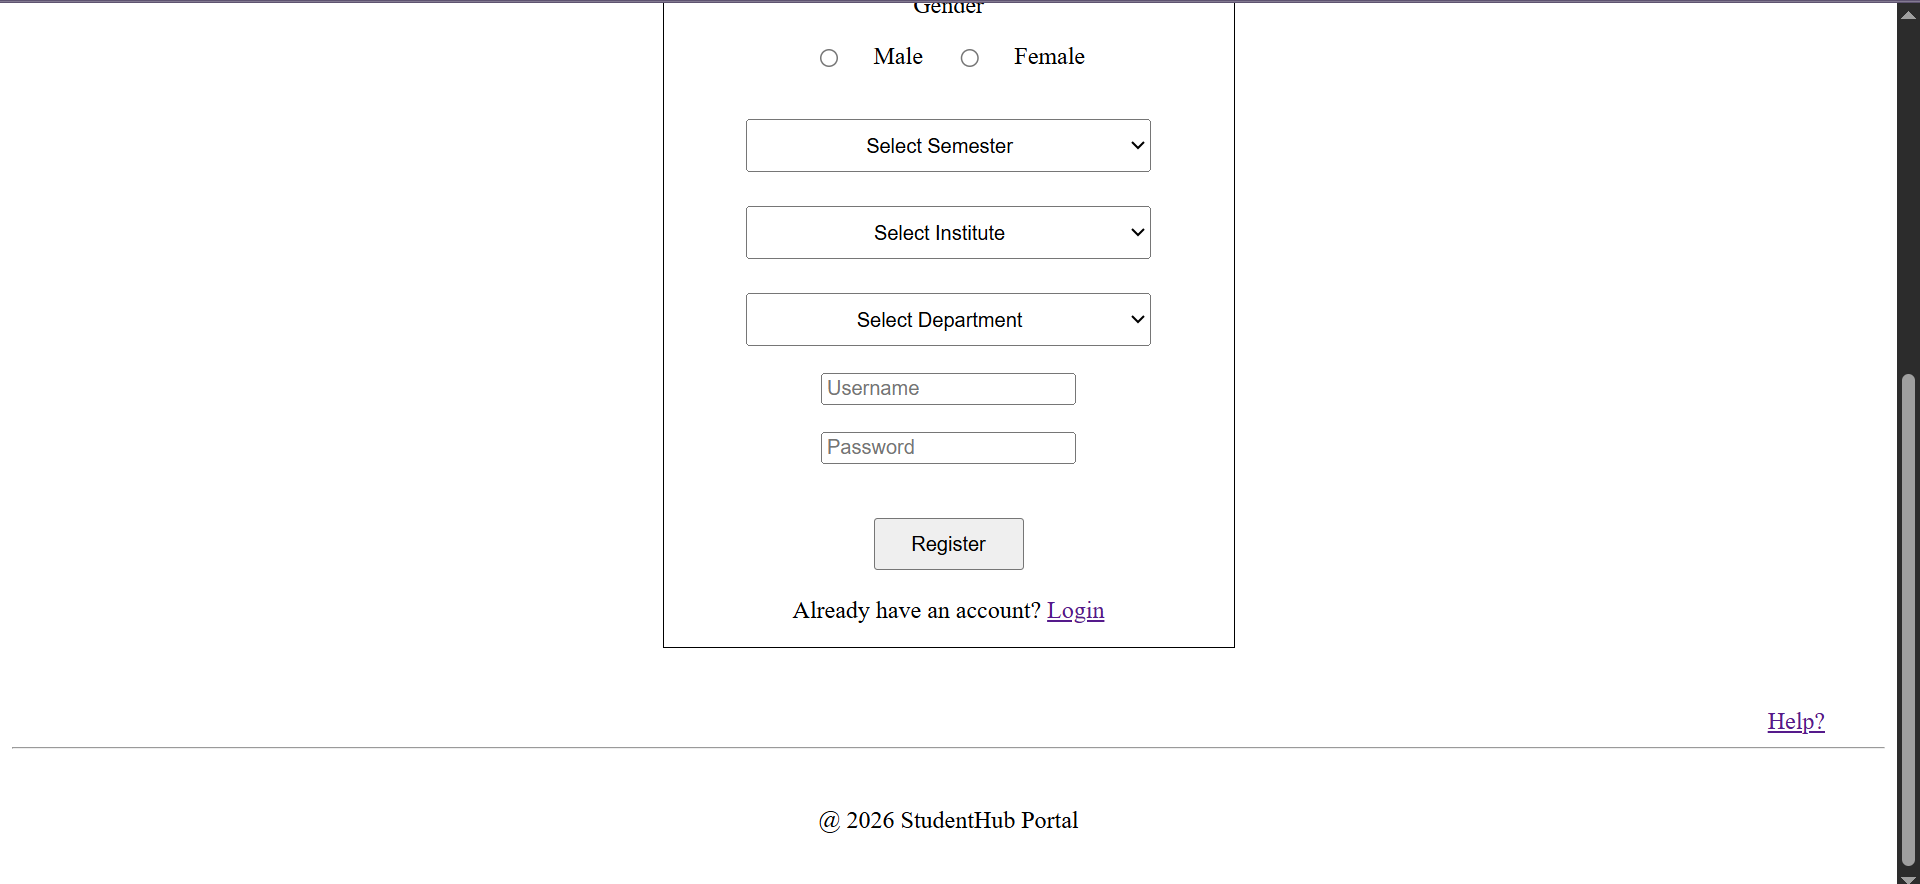 Gender
Male Female
Select Semester
Select Institute
Select Department
Username
Password
Register
Already have an account? Login
Help?
@ 2026 StudentHub Portal